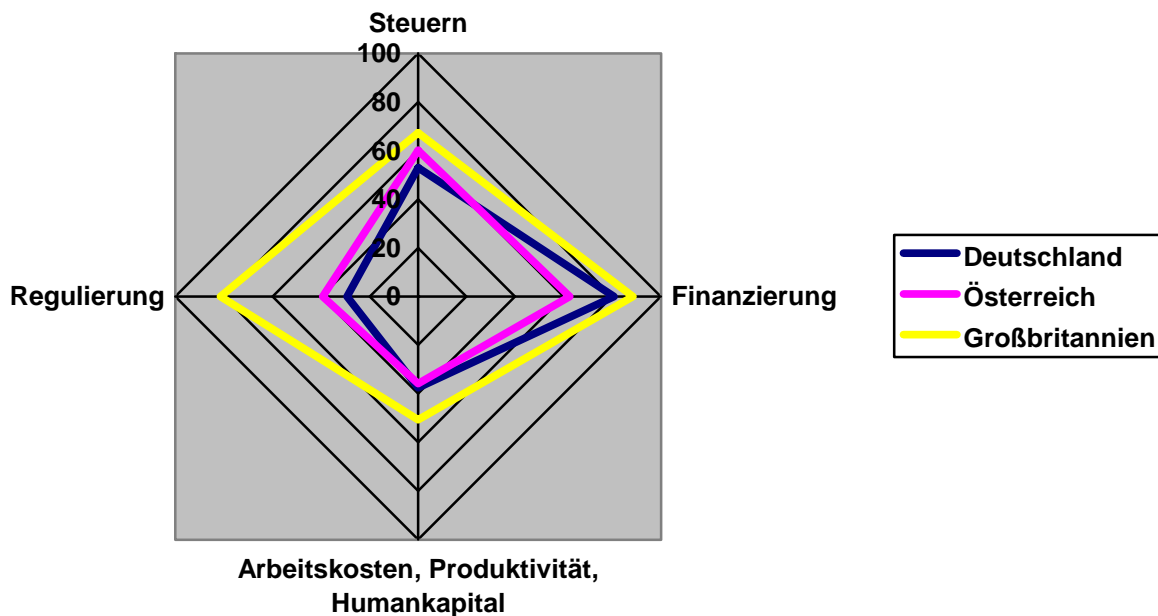 Steuern
100
80
60
40
20
0
Regulierung
Finanzierung
Deutschland
Österreich
Großbritannien
Arbeitskosten, Produktivität,
Humankapital